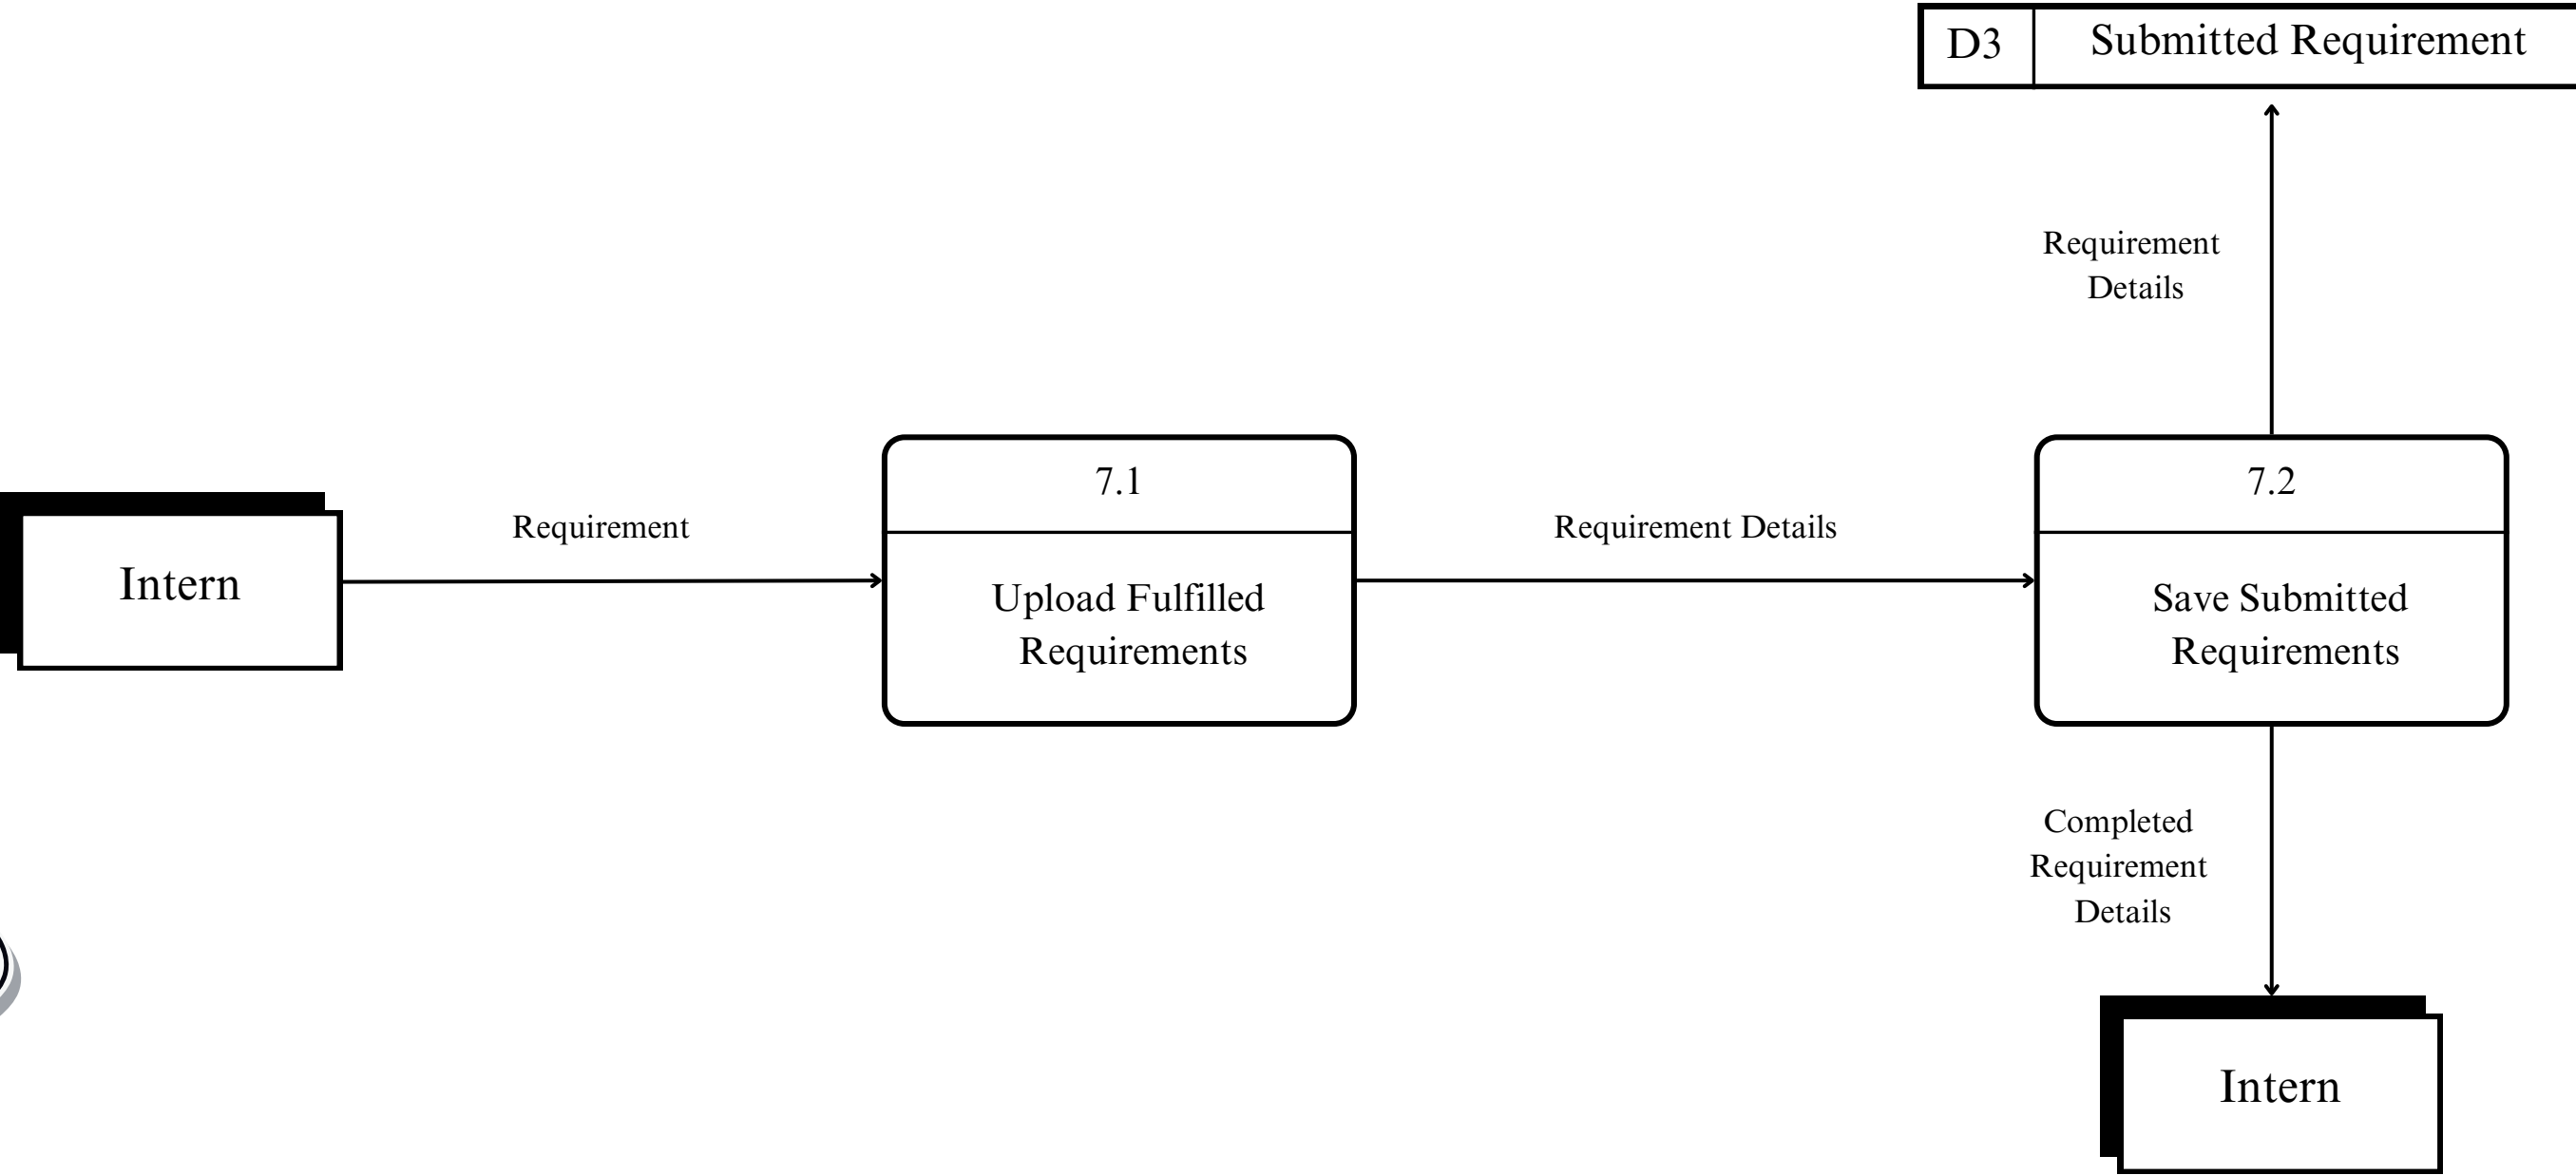 D3 Submitted Requirement
Requirement
Details
7.1
7.2
Intern
Requirement
Upload Fulfilled
Requirements
Requirement Details
Save Submitted
Requirements
Completed
Requirement
Details
Intern